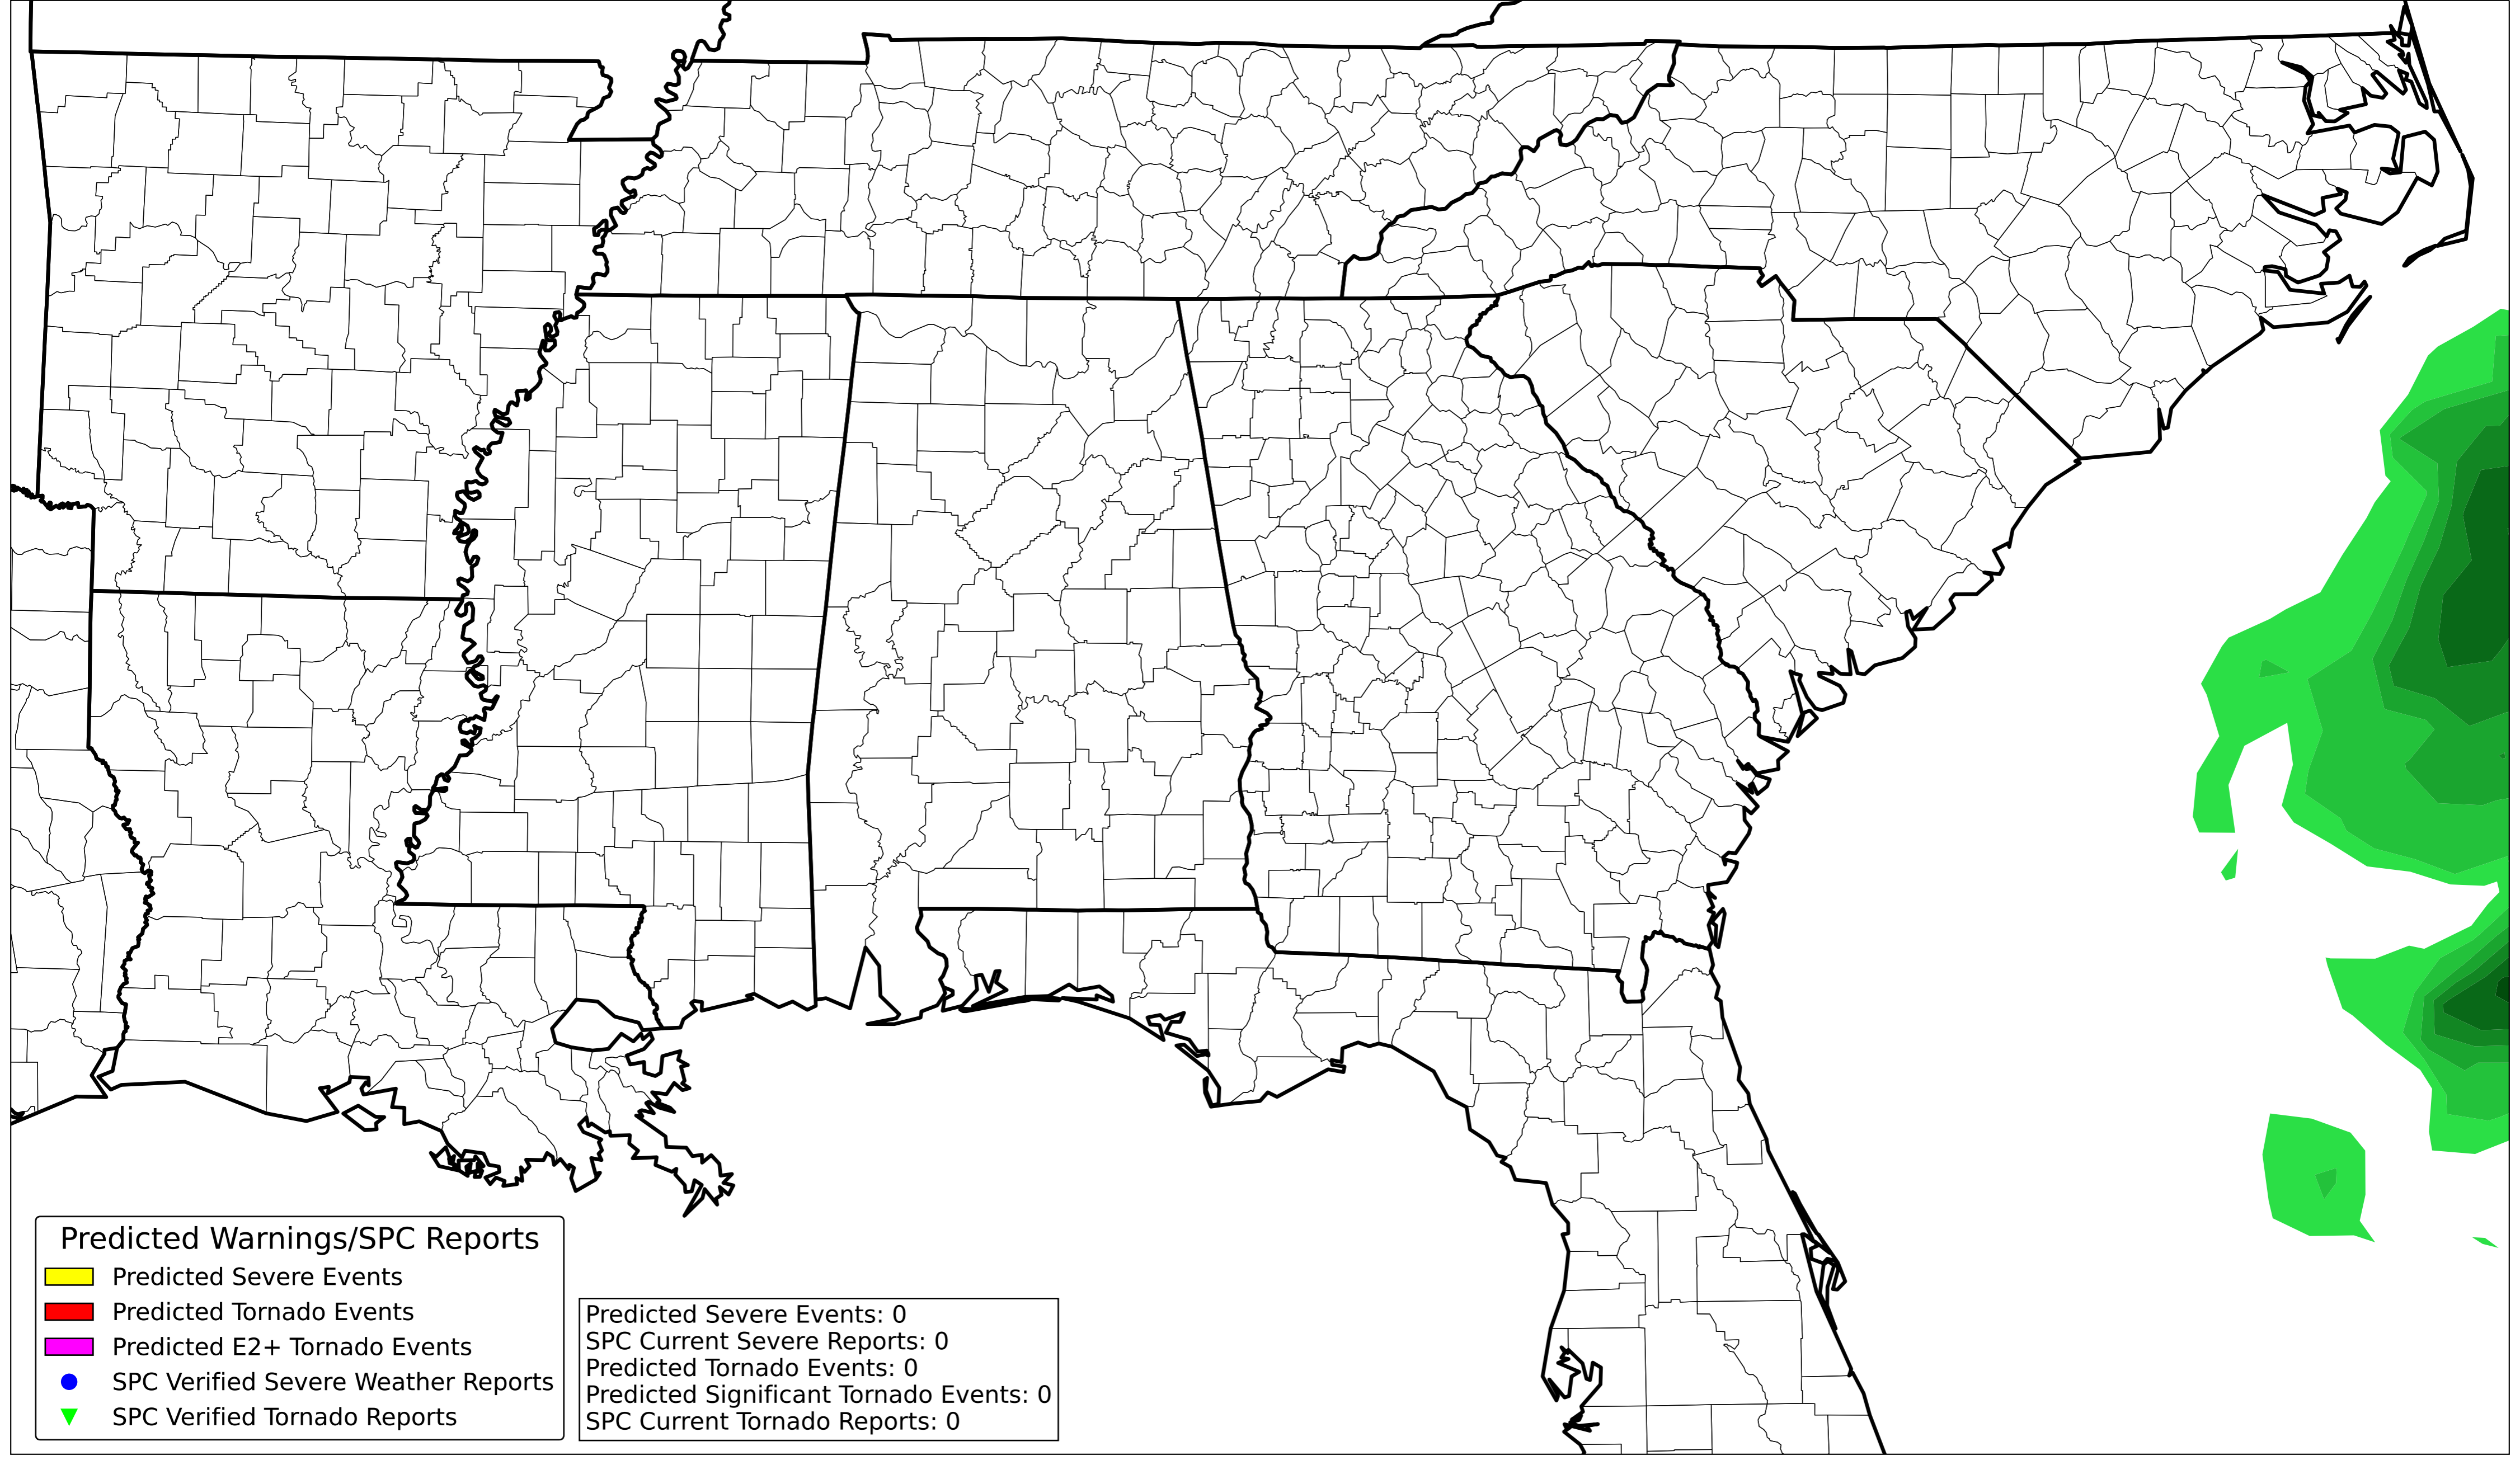 Predicted Warnings/SPC Reports
Predicted Severe Events
Predicted Tornado Events
Predicted E2+ Tornado Events
SPC Verified Severe Weather Reports
SPC Verified Tornado Reports
Predicted Severe Events: 0
SPC Current Severe Reports: 0
Predicted Tornado Events: 0
Predicted Significant Tornado Events: 0
SPC Current Tornado Reports: 0